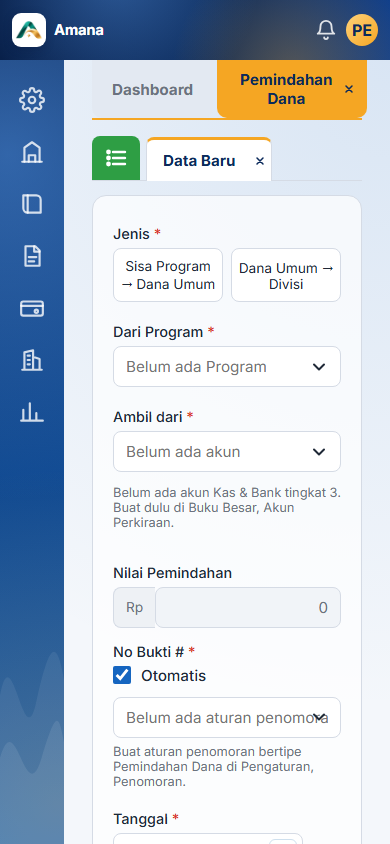 Amana
PE
Dashboard
Pemindahan
Dana
×
Data Baru
×
Jenis *
Sisa Program
→ Dana Umum
Dana Umum →
Divisi
Dari Program *
Belum ada Program
Ambil dari *
Belum ada akun
Belum ada akun Kas & Bank tingkat 3.
Buat dulu di Buku Besar, Akun
Perkiraan.
Nilai Pemindahan
Rp
0
No Bukti # *
Otomatis
Belum ada aturan penomora
Buat aturan penomoran bertipe
Pemindahan Dana di Pengaturan,
Penomoran.
Tanggal *